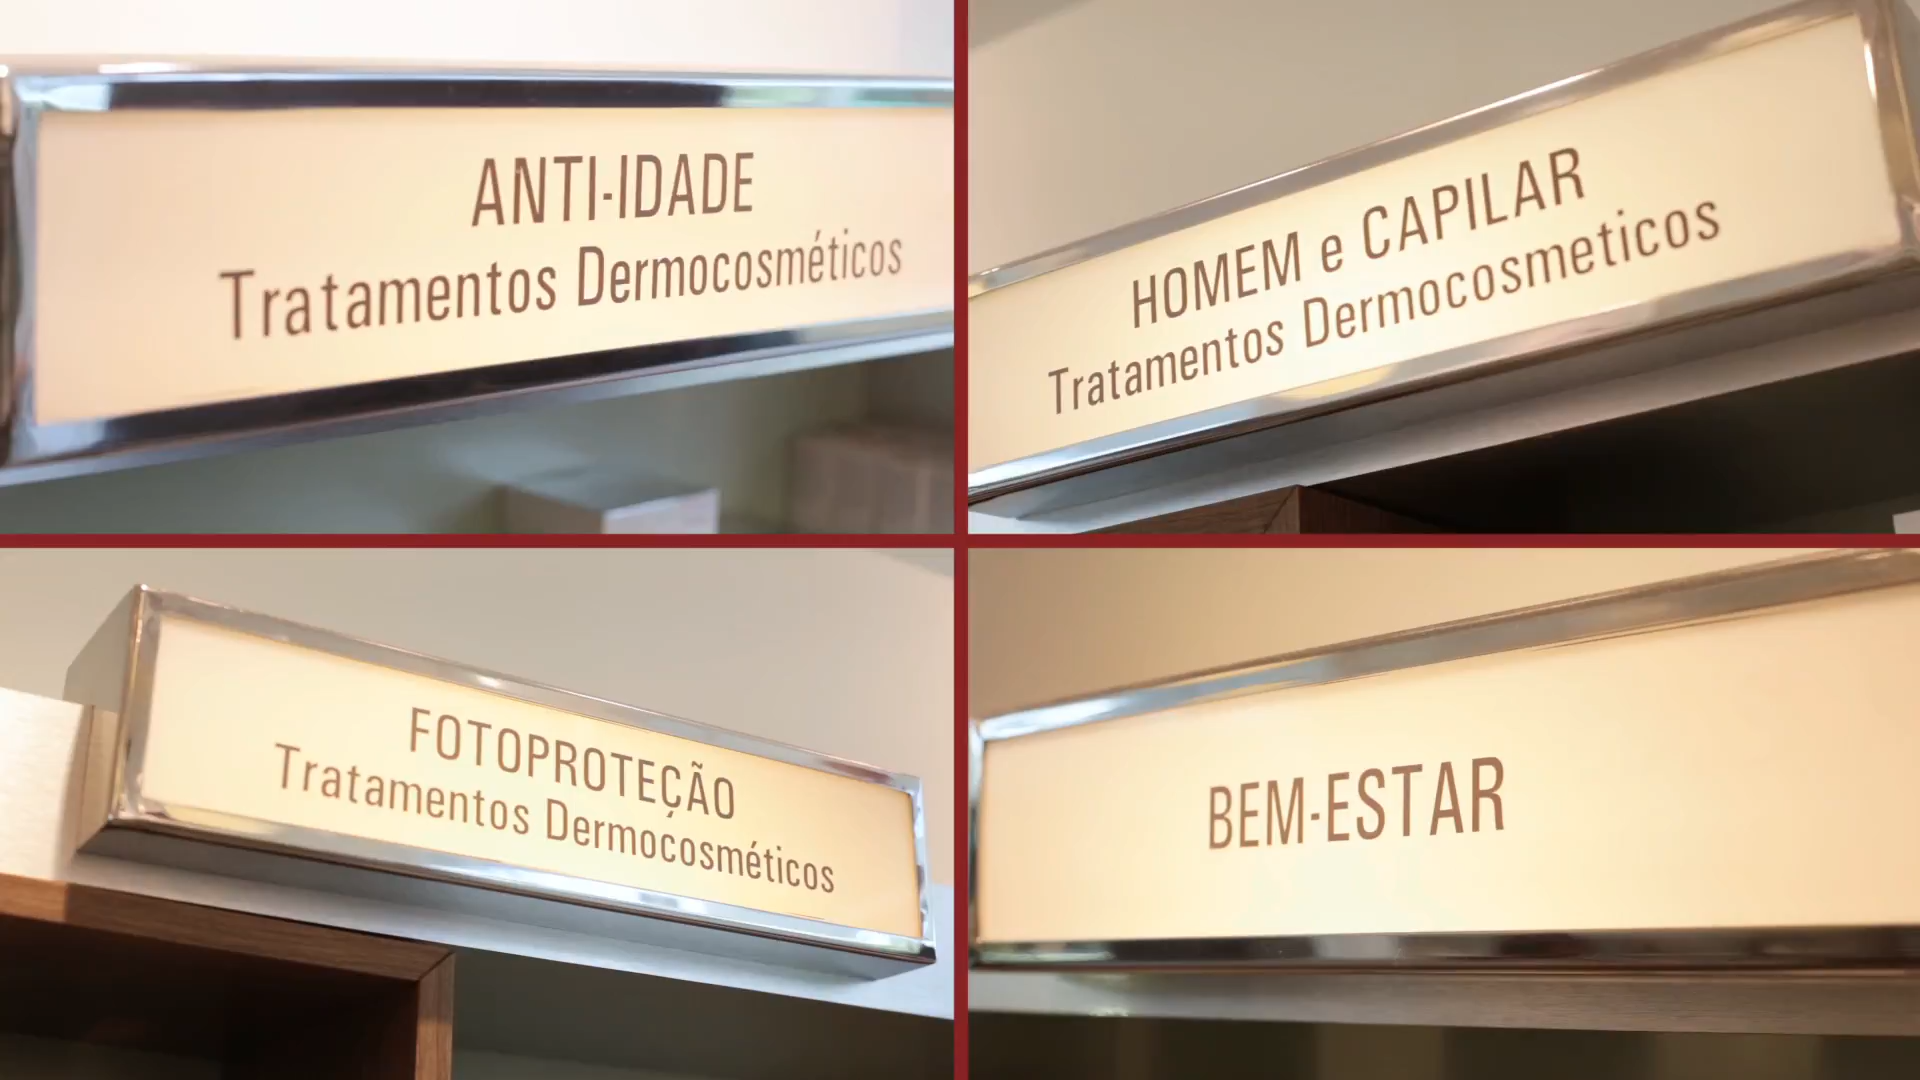 ANTI-IDADE
Tratamentos Dermocosméticos
HOMEM e CAPILAR
Tratamentos Dermocosmeticos
FOTOPROTEÇÃO
Tratamentos Dermocosméticos
BEM-ESTAR